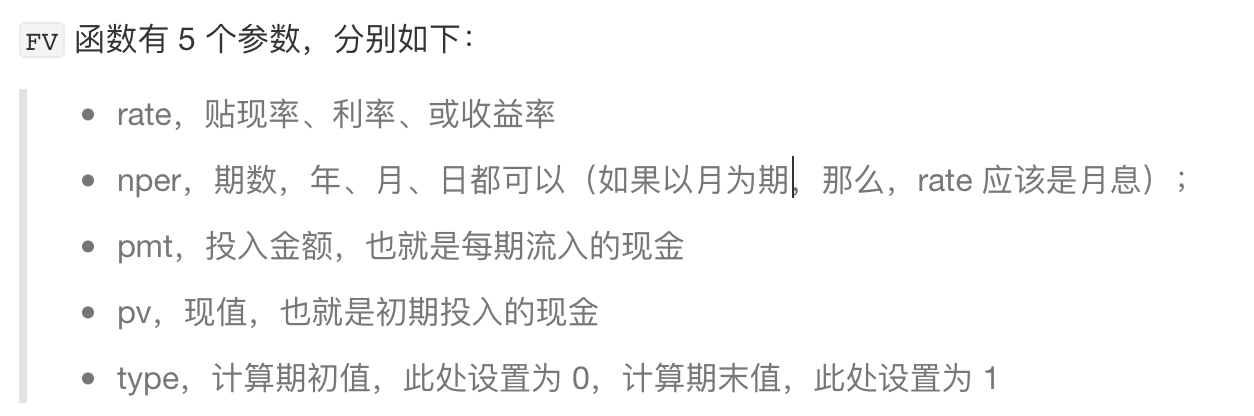 FV 函数有 5 个参数，分别如下：
• rate，贴现率、利率、或收益率
• nper，期数，年、月、日都可以（如果以月为期，那么，rate 应该是月息）；
• pmt，投入金额，也就是每期流入的现金
• pv，现值，也就是初期投入的现金
• type，计算期初值，此处设置为 0，计算期末值，此处设置为 1